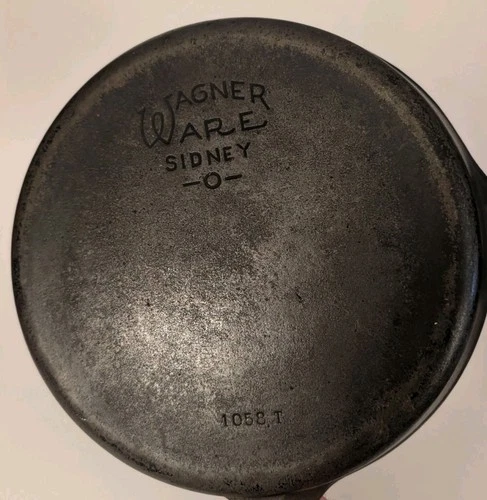 WAGNER
WARE
SIDNEY
-O-
1058 T